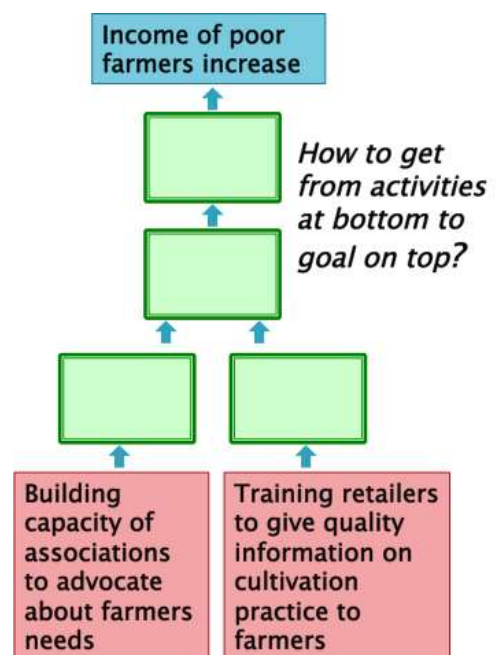 Income of poor
farmers increase
How to get
from activities
at bottom to
goal on top?
Building
capacity of
associations
to advocate
about farmers
needs
Training retailers
to give quality
information on
cultivation
practice to
farmers